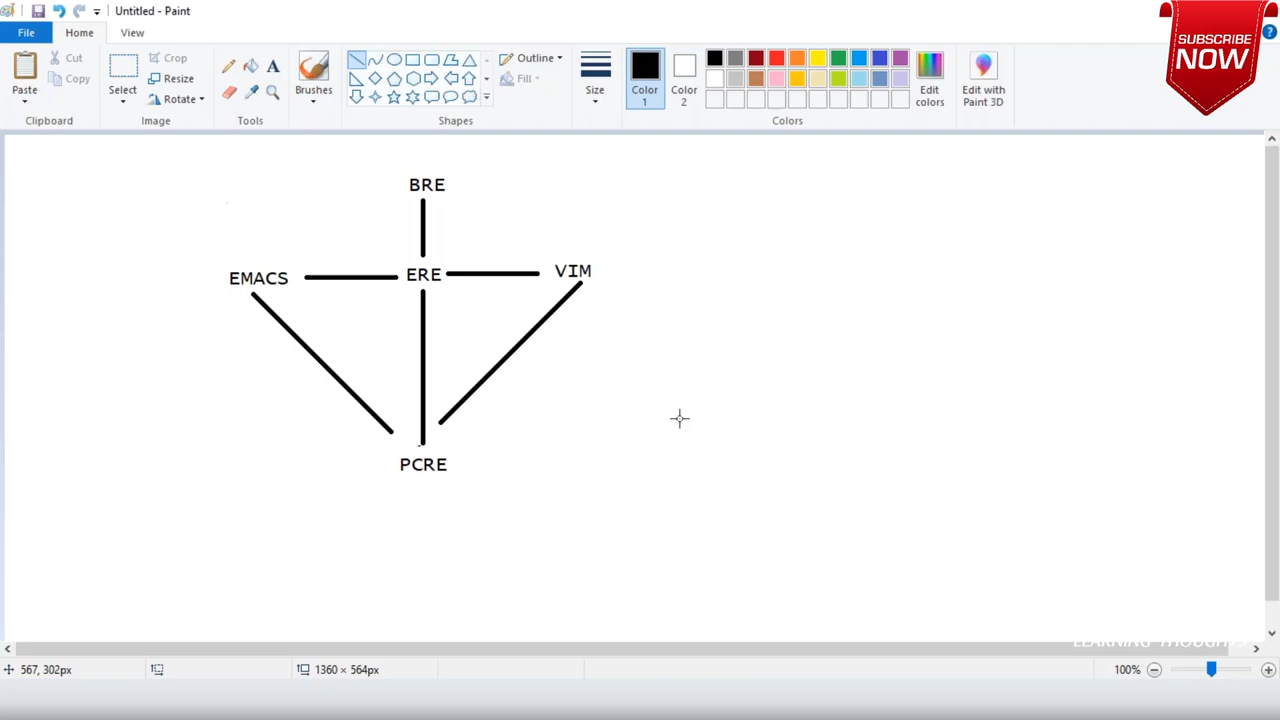 Untitled - Paint
File Home View
Paste
Cut
Copy
Clipboard
Select
Crop
Resize
Rotate
Image
Tools
Brushes
Shapes
Outline
Fill
Size
Color 1
Color 2
Colors
Edit colors
Edit with Paint 3D
SUBSCRIBE
NOW
BRE
EMACS ERE VIM
PCRE
LEARNING THOUGHTS
567, 302px
1360 × 564px
100%